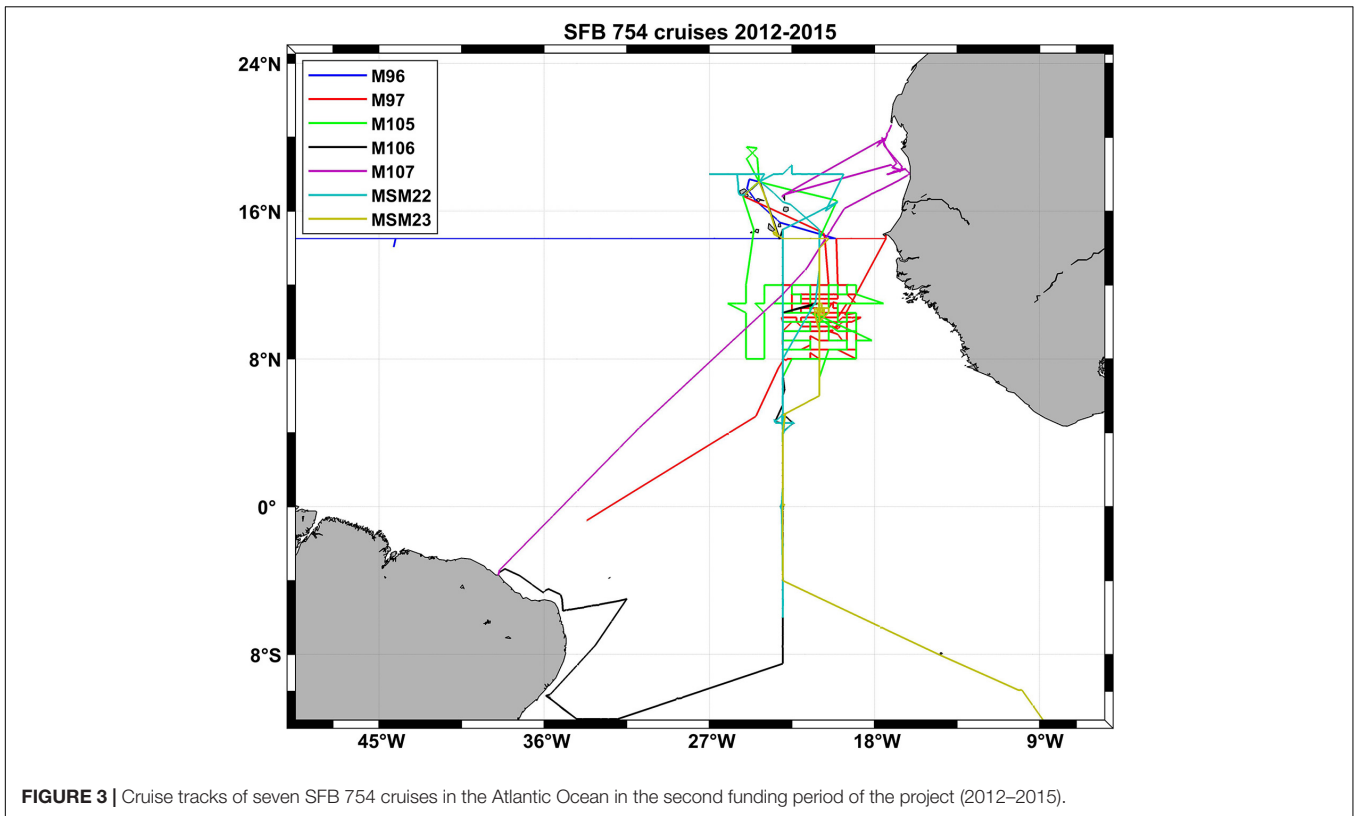 SFB 754 cruises 2012-2015
24°N
16°N
8°N
0°
8°S
M96
M97
M105
M106
M107
MSM22
MSM23
45°W
36°W
27°W
18°W
9°W
FIGURE 3 | Cruise tracks of seven SFB 754 cruises in the Atlantic Ocean in the second funding period of the project (2012–2015).